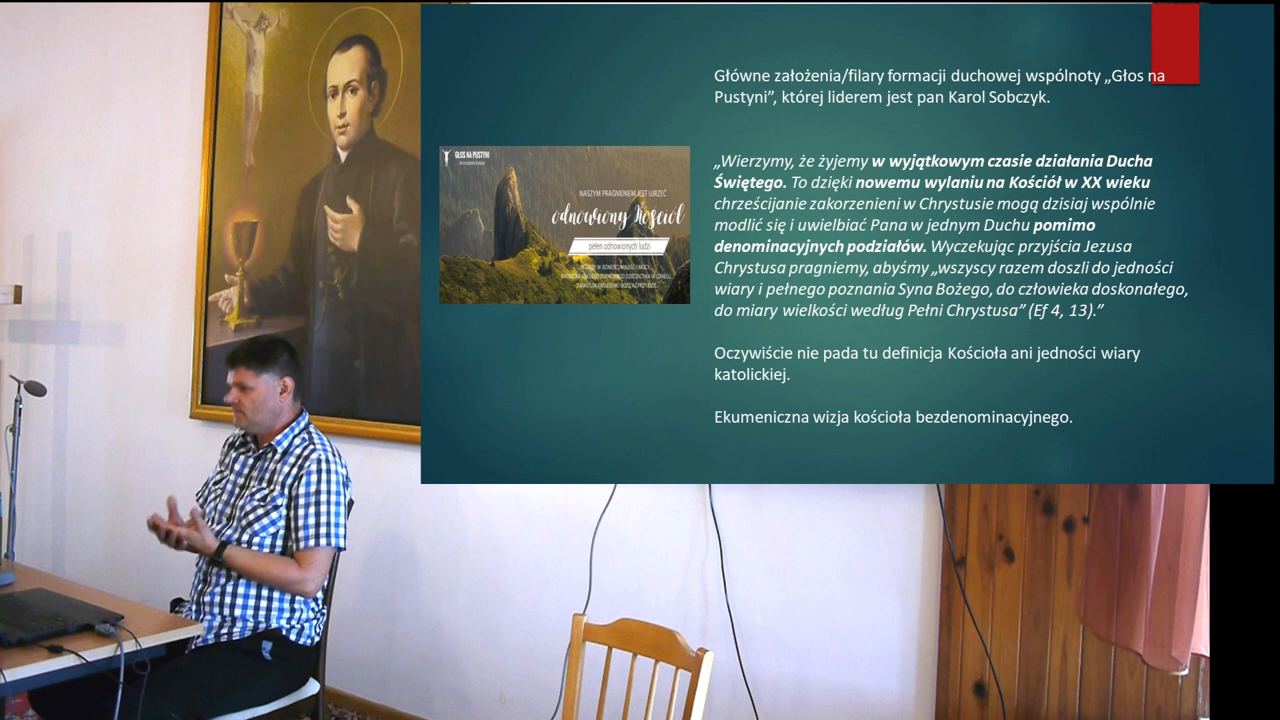 Główne założenia/filary formacji duchowej wspólnoty „Głos na
Pustyni”, której liderem jest pan Karol Sobczyk.
„Wierzymy, że żyjemy w wyjątkowym czasie działania Ducha
Świętego. To dzięki nowemu wylaniu na Kościół w XX wieku
chrześcijanie zakorzenieni w Chrystusie mogą dzisiaj wspólnie
modlić się i uwielbiać Pana w jednym Duchu pomimo
denominacyjnych podziałów. Wyczekując przyjścia Jezusa
Chrystusa pragniemy, abyśmy „wszyscy razem doszli do jedności
wiary i pełnego poznania Syna Bożego, do człowieka doskonałego,
do miary wielkości według Pełni Chrystusa” (Ef 4, 13).”
Oczywiście nie pada tu definicja Kościoła ani jedności wiary
katolickiej.
Ekumeniczna wizja kościoła bezdenominacyjnego.
GŁOS NA PUSTYNI
NASZYM PRAGNIENIEM JEST UJRZEĆ
odnowiony Kościół
pełen odnowionych ludzi